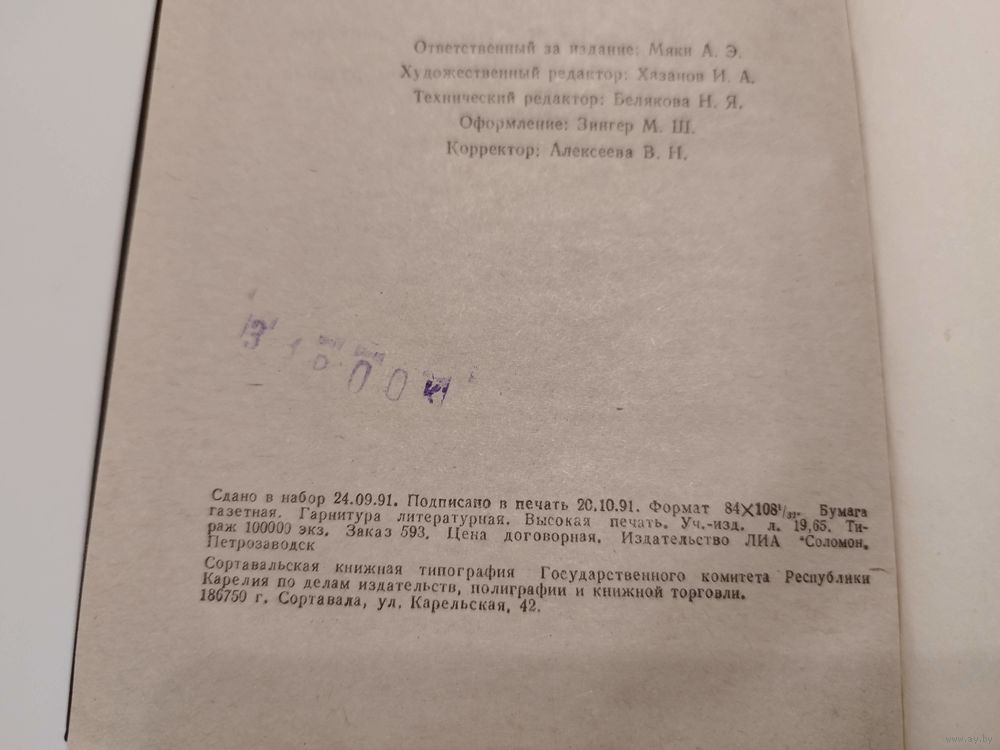 Ответственный за издание: Мяки А. Э.
Художественный редактор: Хазанов И. А.
Технический редактор: Белякова Н. Я.
Оформление: Зингер М. Ш.
Корректор: Алексеева В. Н.
Сдано в набор 24.09.91. Подписано в печать 20.10.91. Формат 84×108¹/₃₂. Бумага
газетная. Гарнитура литературная. Высокая печать. Уч.-изд. л. 19,65. Ти-
раж 100000 экз. Заказ 593. Цена договорная. Издательство ЛИА "Соломон,
Петрозаводск
Сортавальская книжная типография Государственного комитета Республики
Карелия по делам издательств, полиграфии и книжной торговли.
186750 г. Сортавала, ул. Карельская, 42.
www.ay.by